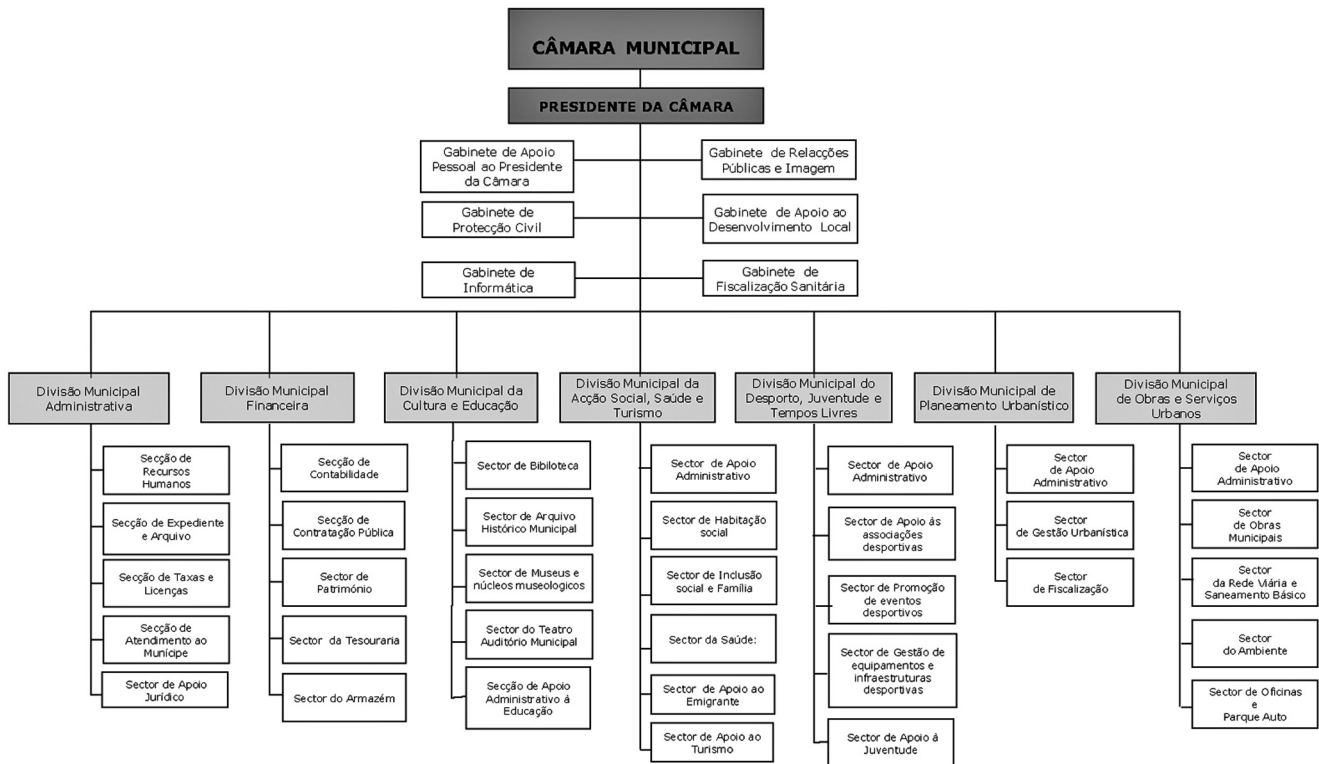 CÂMARA MUNICIPAL
PRESIDENTE DA CÂMARA
Gabinete de Apoio
Pessoal ao Presidente
da Câmara
Gabinete de Relacções
Públicas e Imagem
Gabinete de
Protecção Civil
Gabinete de Apoio ao
Desenvolvimento Local
Gabinete de
Informática
Gabinete de
Fiscalização Sanitária
Divisão Municipal
Administrativa
Secção de
Recursos
Humanos
Secção de Expediente
e Arquivo
Secção de Taxas e
Licenças
Secção de
Atendimento ao
Munícipe
Sector de Apoio
Jurídico
Divisão Municipal
Financeira
Secção de
Contabilidade
Secção de
Contratação Pública
Sector de
Património
Sector da Tesouraria
Sector do Armazém
Divisão Municipal da
Cultura e Educação
Sector de Bibiloteca
Sector de Arquivo
Histórico Municipal
Sector de Museus e
núcleos museologicos
Sector do Teatro
Auditório Municipal
Secção de Apoio
Administrativo á
Educação
Divisão Municipal da
Acção Social, Saúde e
Turismo
Sector de Apoio
Administrativo
Sector de Habitação
social
Sector de Inclusão
social e Família
Sector da Saúde:
Sector de Apoio ao
Emigrante
Sector de Apoio ao
Turismo
Divisão Municipal do
Desporto, Juventude e
Tempos Livres
Sector de Apoio
Administrativo
Sector de Apoio às
associações
desportivas
Sector de Promoção
de eventos
desportivos
Sector de Gestão de
equipamentos e
infraestruturas
desportivas
Sector de Apoio à
Juventude
Divisão Municipal de
Planeamento Urbanístico
Sector
de Apoio
Administrativo
Sector
de Gestão Urbanística
Sector
de Fiscalização
Divisão Municipal
de Obras e Serviços
Urbanos
Sector
de Apoio
Administrativo
Sector
de Obras
Municipais
Sector
da Rede Viária e
Saneamento Básico
Sector
do Ambiente
Sector de Oficinas
e
Parque Auto